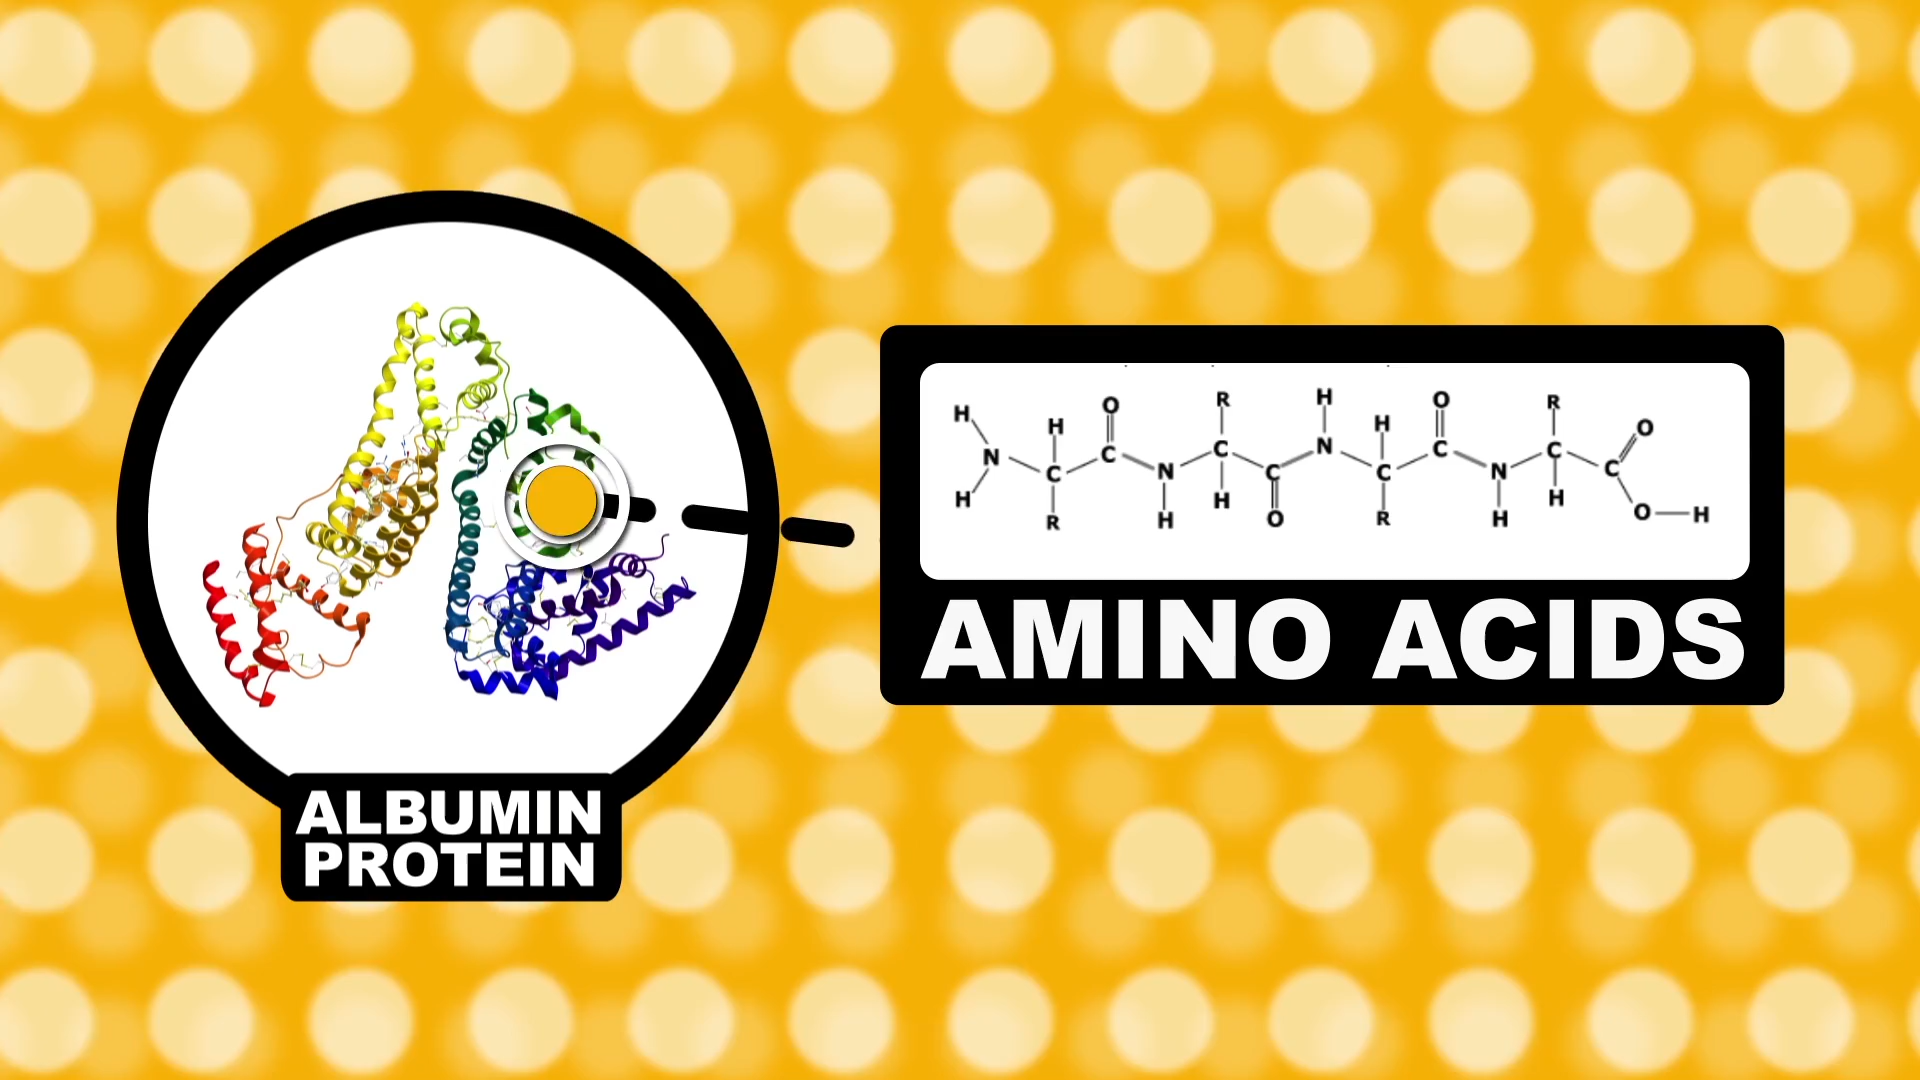 ALBUMIN
PROTEIN
H O R H O R
H H C O
N C C N C C N C C N C C
H R H H O R H H O H
AMINO ACIDS